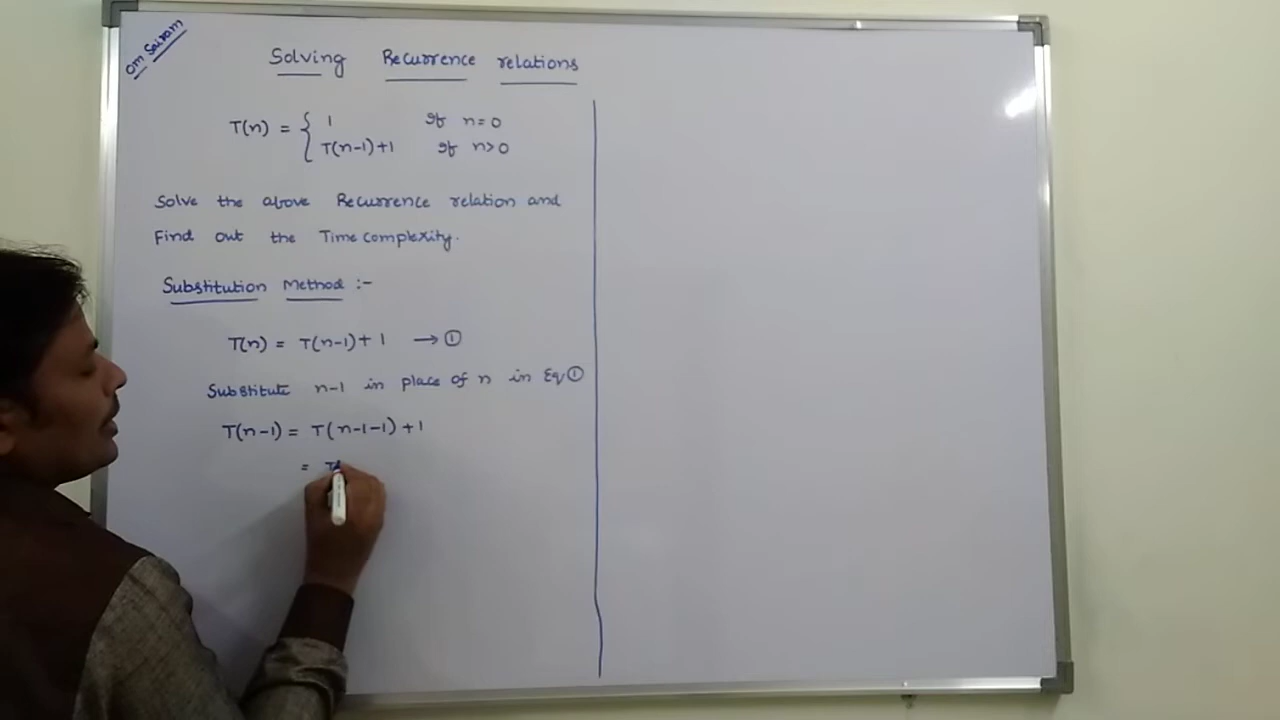 Om Sairam
Solving Recurrence relations
T(n) = { 1 if n=0
T(n-1)+1 if n>0
Solve the above Recurrence relation and
Find out the Time complexity.
Substitution Method :-
T(n) = T(n-1)+1 → ①
Substitute n-1 in place of n in Eq ①
T(n-1) = T(n-1-1)+1
= T